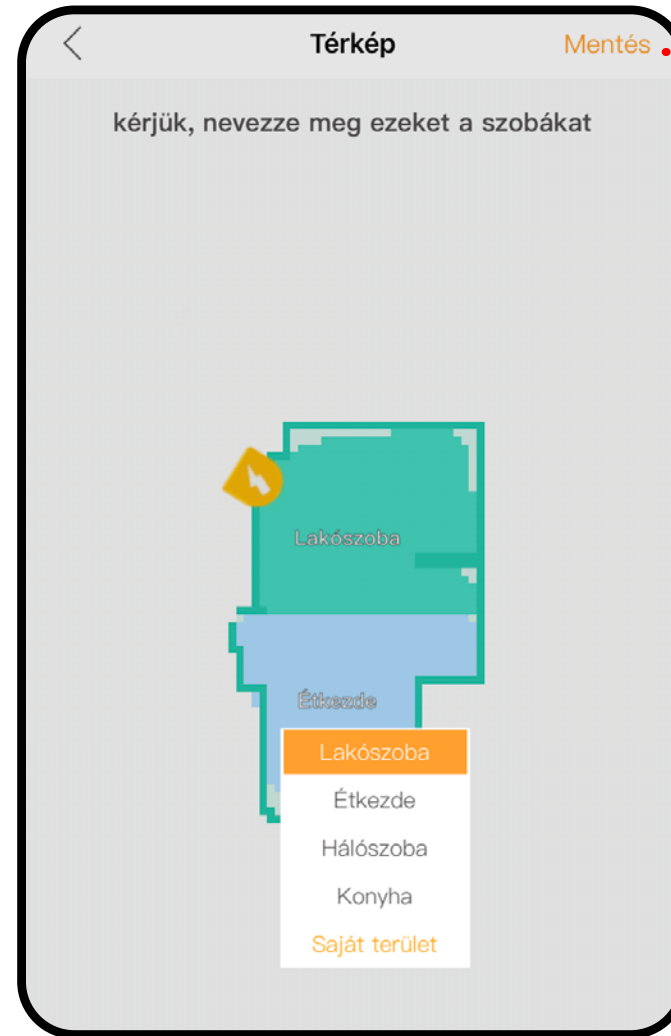 Térkép
Mentés
kérjük, nevezze meg ezeket a szobákat
Lakószoba
Étkezde
Lakószoba
Étkezde
Hálószoba
Konyha
Saját terület